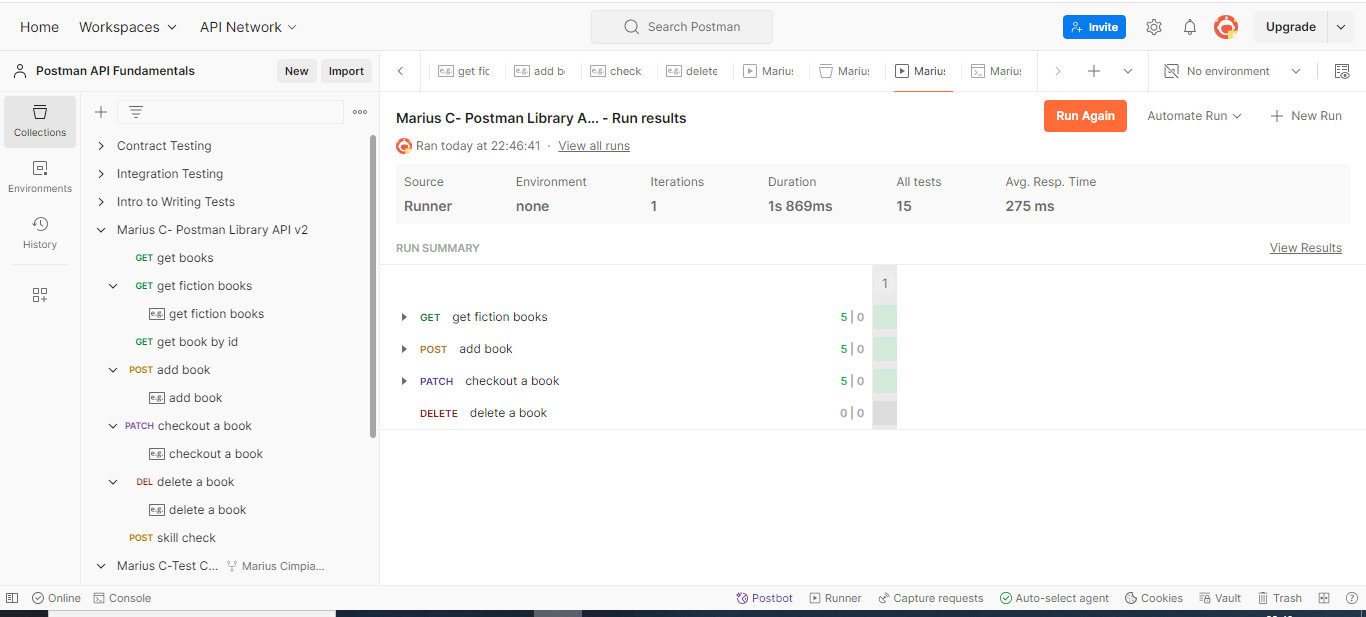 Home Workspaces API Network Search Postman Invite Upgrade
Postman API Fundamentals New Import get fic add b check delete Marius Marius Marius Marius No environment
Collections
Environments
History
Contract Testing
Integration Testing
Intro to Writing Tests
Marius C- Postman Library API v2
GET get books
GET get fiction books
e.g. get fiction books
GET get book by id
POST add book
e.g. add book
PATCH checkout a book
e.g. checkout a book
DEL delete a book
e.g. delete a book
POST skill check
Marius C-Test C... Marius Cimpia...
Marius C- Postman Library A... - Run results Run Again Automate Run New Run
Ran today at 22:46:41 · View all runs
Source Environment Iterations Duration All tests Avg. Resp. Time
Runner none 1 1s 869ms 15 275 ms
RUN SUMMARY View Results
1
GET get fiction books 5 | 0
POST add book 5 | 0
PATCH checkout a book 5 | 0
DELETE delete a book 0 | 0
Online Console Postbot Runner Capture requests Auto-select agent Cookies Vault Trash